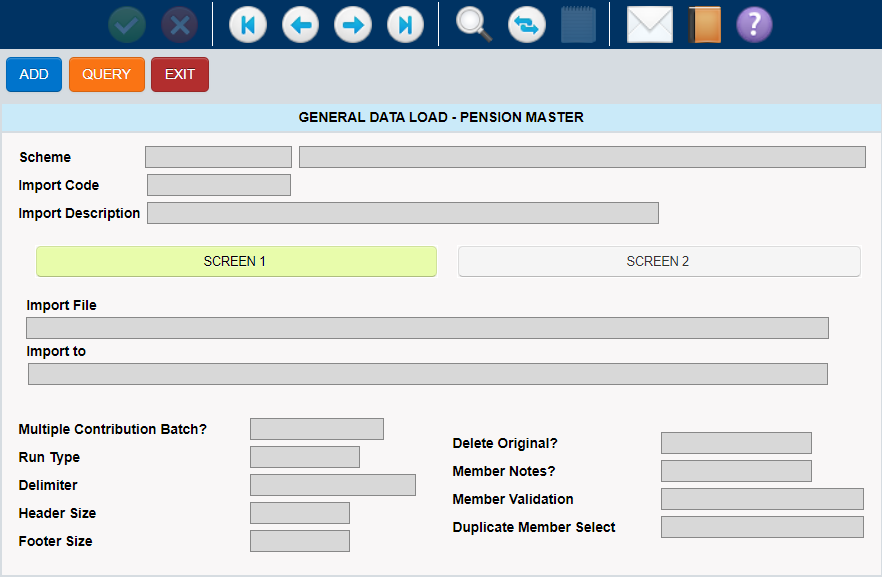 ADD QUERY EXIT
GENERAL DATA LOAD - PENSION MASTER
Scheme
Import Code
Import Description
SCREEN 1 SCREEN 2
Import File
Import to
Multiple Contribution Batch?
Run Type
Delimiter
Header Size
Footer Size
Delete Original?
Member Notes?
Member Validation
Duplicate Member Select